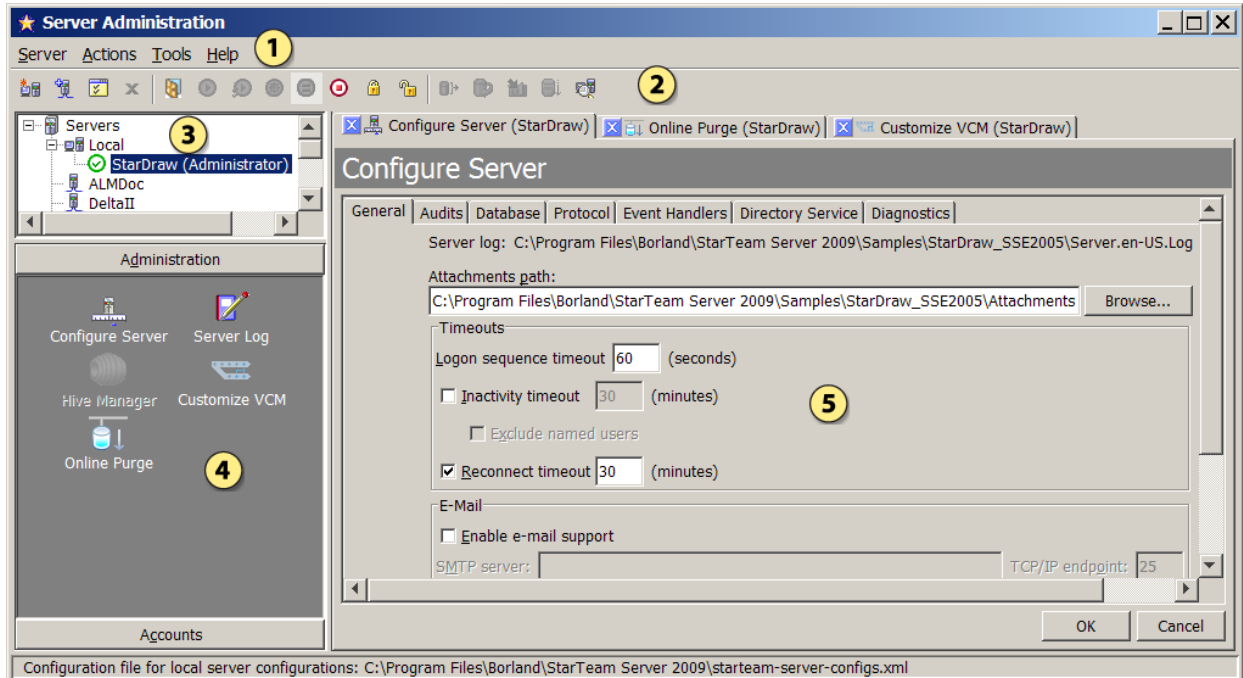 Server Administration
Server Actions Tools Help
1
2
3
Servers
Local
StarDraw (Administrator)
ALMDoc
DeltaII
Administration
Configure Server
Server Log
Hive Manager
Customize VCM
Online Purge
4
Accounts
Configure Server (StarDraw)
Online Purge (StarDraw)
Customize VCM (StarDraw)
Configure Server
General Audits Database Protocol Event Handlers Directory Service Diagnostics
Server log: C:\Program Files\Borland\StarTeam Server 2009\Samples\StarDraw_SSE2005\Server.en-US.Log
Attachments path:
C:\Program Files\Borland\StarTeam Server 2009\Samples\StarDraw_SSE2005\Attachments
Browse...
Timeouts
Logon sequence timeout 60 (seconds)
Inactivity timeout 30 (minutes)
5
Exclude named users
Reconnect timeout 30 (minutes)
E-Mail
Enable e-mail support
SMTP server:
TCP/IP endpoint: 25
OK
Cancel
Configuration file for local server configurations: C:\Program Files\Borland\StarTeam Server 2009\starteam-server-configs.xml